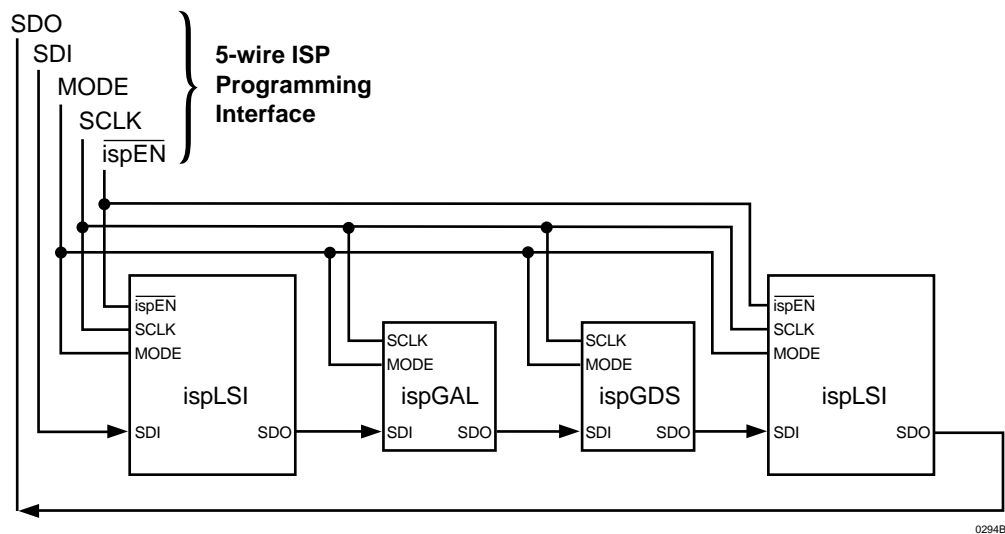 SDO
SDI
MODE
SCLK
ispEN
5-wire ISP
Programming
Interface
ispEN
SCLK
MODE
ispLSI
SDI
SDO
SCLK
MODE
ispGAL
SDI
SDO
SCLK
MODE
ispGDS
SDI
SDO
ispEN
SCLK
MODE
ispLSI
SDI
SDO
0294B